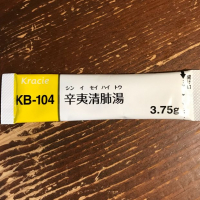 Kracie
KB-104
シン イ セイ ハイ トウ
辛夷清肺湯
3.75g